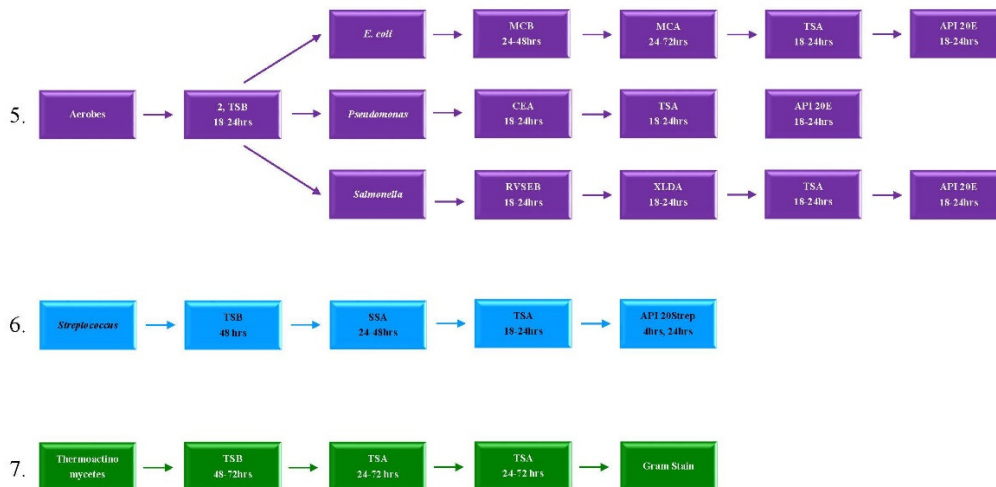 E. coli
MCB
24-48hrs
MCA
24-72hrs
TSA
18-24hrs
API 20E
18-24hrs
5.
Aerobes
2, TSB
18-24hrs
Pseudomonas
CEA
18-24hrs
TSA
18-24hrs
API 20E
18-24hrs
Salmonella
RVSEB
18-24hrs
XLDA
18-24hrs
TSA
18-24hrs
API 20E
18-24hrs
6.
Streptococcus
TSB
48 hrs
SSA
24-48hrs
TSA
18-24hrs
API 20Strep
4hrs, 24hrs
7.
Thermoactino
mycetes
TSB
48-72hrs
TSA
24-72 hrs
TSA
24-72 hrs
Gram Stain